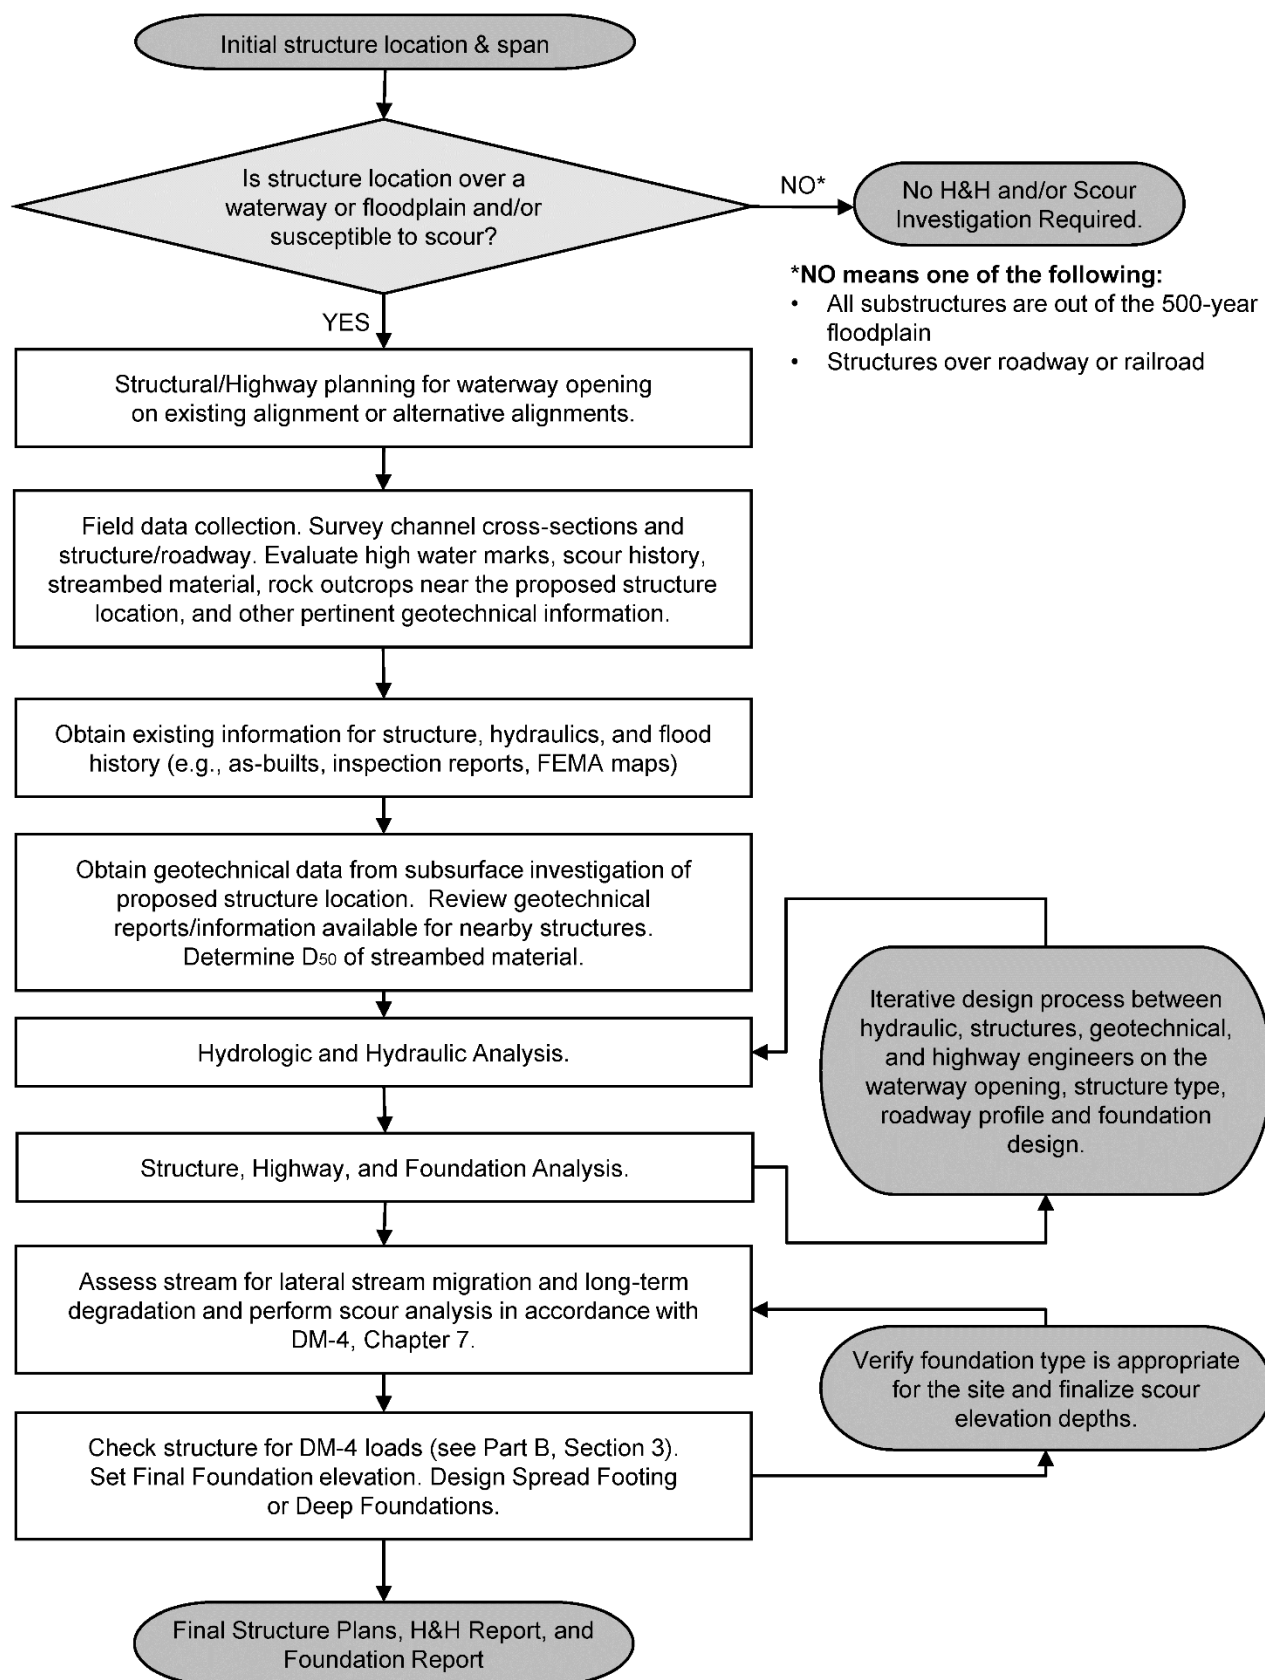 Initial structure location & span
Is structure location over a
waterway or floodplain and/or
susceptible to scour?
NO*
No H&H and/or Scour
Investigation Required.
*NO means one of the following:
• All substructures are out of the 500-year
floodplain
• Structures over roadway or railroad
YES
Structural/Highway planning for waterway opening
on existing alignment or alternative alignments.
Field data collection. Survey channel cross-sections and
structure/roadway. Evaluate high water marks, scour history,
streambed material, rock outcrops near the proposed structure
location, and other pertinent geotechnical information.
Obtain existing information for structure, hydraulics, and flood
history (e.g., as-builts, inspection reports, FEMA maps)
Obtain geotechnical data from subsurface investigation of
proposed structure location. Review geotechnical
reports/information available for nearby structures.
Determine D50 of streambed material.
Hydrologic and Hydraulic Analysis.
Iterative design process between
hydraulic, structures, geotechnical,
and highway engineers on the
waterway opening, structure type,
roadway profile and foundation
design.
Structure, Highway, and Foundation Analysis.
Assess stream for lateral stream migration and long-term
degradation and perform scour analysis in accordance with
DM-4, Chapter 7.
Verify foundation type is appropriate
for the site and finalize scour
elevation depths.
Check structure for DM-4 loads (see Part B, Section 3).
Set Final Foundation elevation. Design Spread Footing
or Deep Foundations.
Final Structure Plans, H&H Report, and
Foundation Report